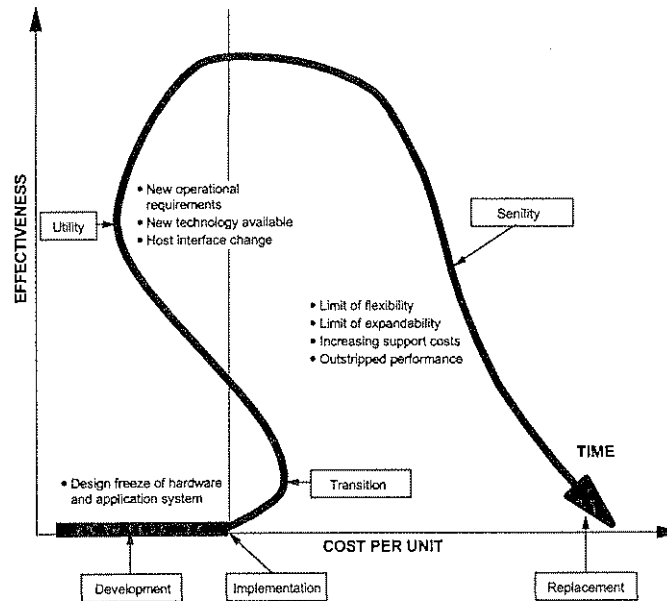 EFFECTIVENESS
• New operational
requirements
• New technology available
• Host interface change
Utility
Senility
• Limit of flexibility
• Limit of expandability
• Increasing support costs
• Outstripped performance
TIME
• Design freeze of hardware
and application system
Transition
COST PER UNIT
Development
Implementation
Replacement